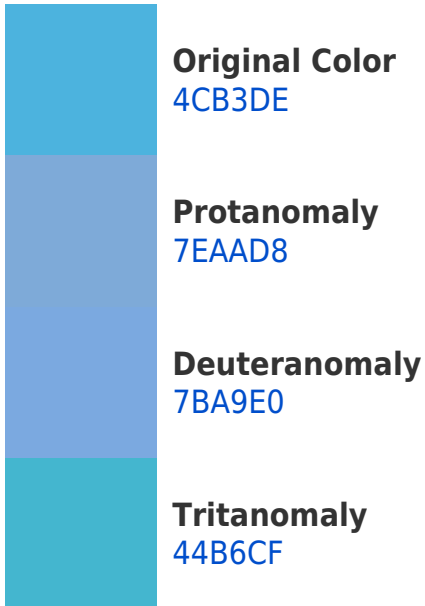 Original Color
4CB3DE
Protanomaly
7EAAD8
Deuteranomaly
7BA9E0
Tritanomaly
44B6CF